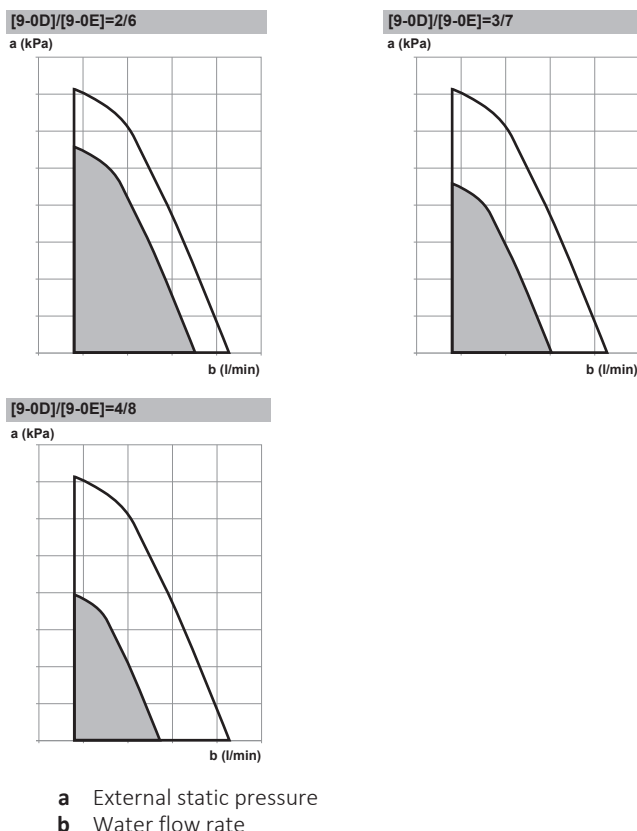 [9-0D]/[9-0E]=2/6
a (kPa)
b (l/min)
[9-0D]/[9-0E]=3/7
a (kPa)
b (l/min)
[9-0D]/[9-0E]=4/8
a (kPa)
b (l/min)
a External static pressure
b Water flow rate